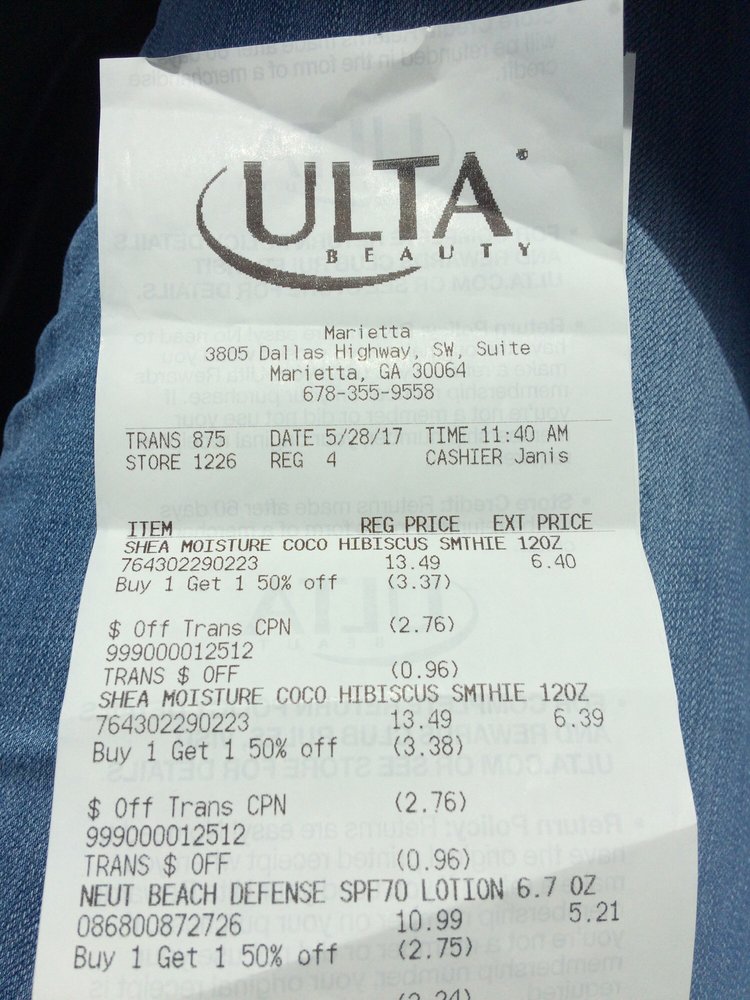 ULTA
BEAUTY
Marietta
3805 Dallas Highway, SW, Suite
Marietta, GA 30064
678-355-9558
TRANS 875 DATE 5/28/17 TIME 11:40 AM
STORE 1226 REG 4 CASHIER Janis
ITEM REG PRICE EXT PRICE
SHEA MOISTURE COCO HIBISCUS SMTHIE 12OZ
764302290223 13.49 6.40
Buy 1 Get 1 50% off (3.37)
$ Off Trans CPN (2.76)
999000012512
TRANS $ OFF (0.96)
SHEA MOISTURE COCO HIBISCUS SMTHIE 12OZ
764302290223 13.49 6.39
Buy 1 Get 1 50% off (3.38)
$ Off Trans CPN (2.76)
999000012512
TRANS $ OFF (0.96)
NEUT BEACH DEFENSE SPF70 LOTION 6.7 OZ
086800872726 10.99 5.21
Buy 1 Get 1 50% off (2.75)